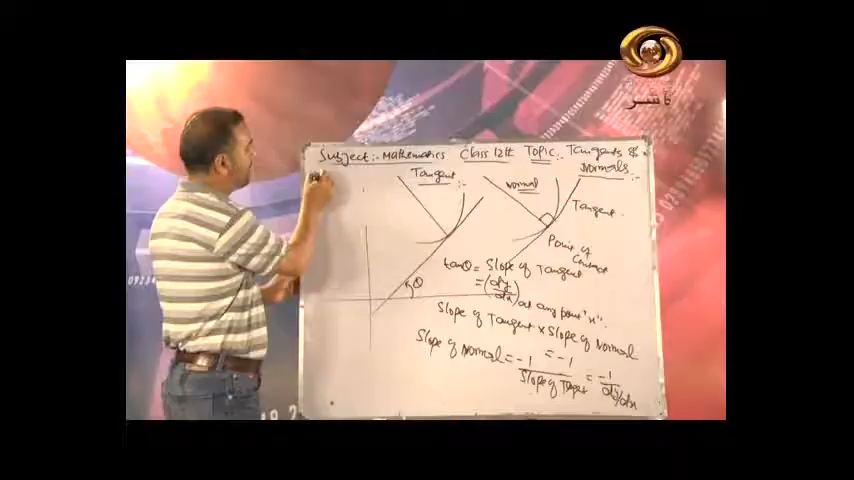 کاشر
Subject:- Mathematics Class 12th Topic:- Tangents &
Normals:-
Tangent:-
Normal
Tangent.
Point of
Contact
θ
tanθ = Slope of Tangent
= (dy/dx) at any point "x".
Slope of Tangent x Slope of Normal
= -1
Slope of Normal = -1/Slope of Tangent = -1/dy/dx